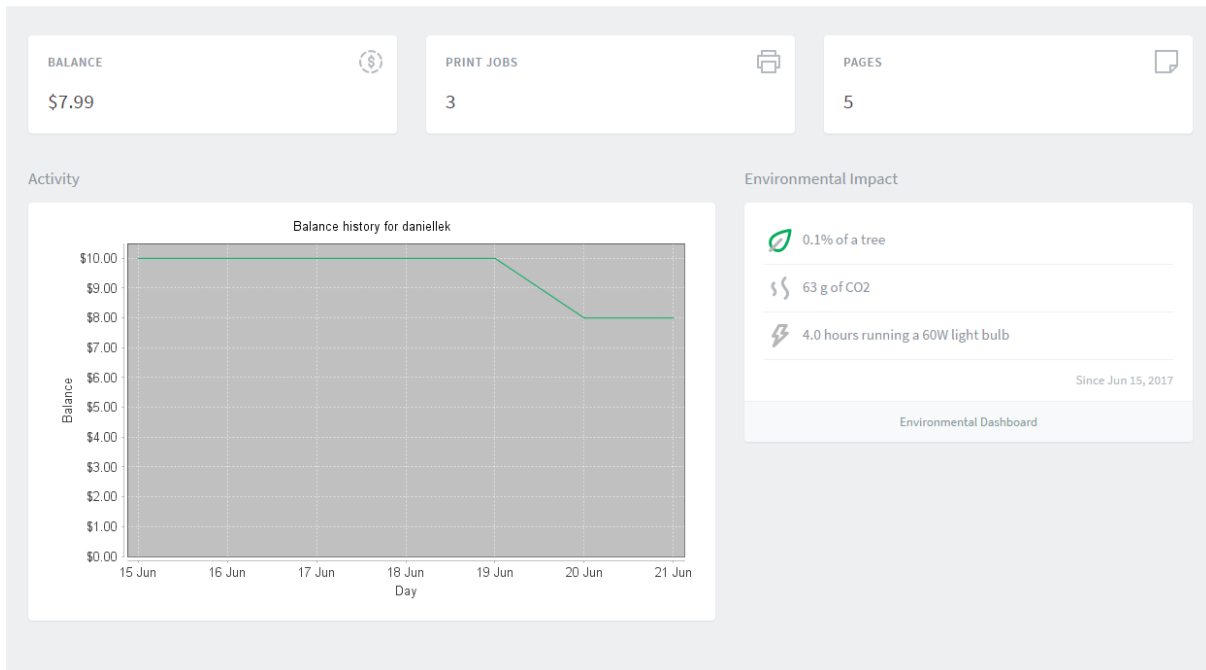 BALANCE
$7.99
PRINT JOBS
3
PAGES
5
Activity
Balance history for daniellek
$10.00
$9.00
$8.00
$7.00
$6.00
$5.00
$4.00
$3.00
$2.00
$1.00
$0.00
Balance
15 Jun 16 Jun 17 Jun 18 Jun 19 Jun 20 Jun 21 Jun
Day
Environmental Impact
0.1% of a tree
63 g of CO2
4.0 hours running a 60W light bulb
Since Jun 15, 2017
Environmental Dashboard